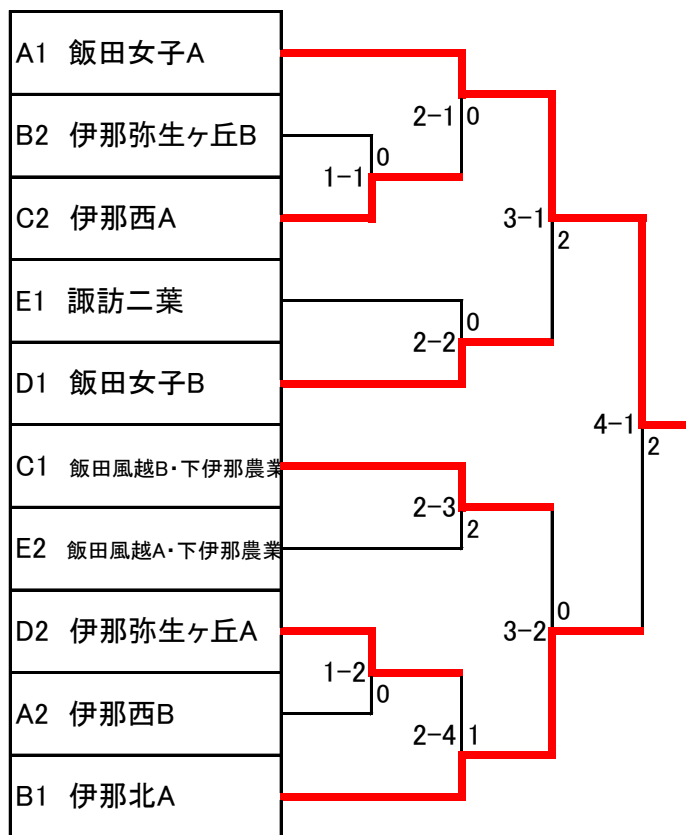 A1 飯田女子A
B2 伊那弥生ヶ丘B
C2 伊那西A
E1 諏訪二葉
D1 飯田女子B
C1 飯田風越B・下伊那農業
E2 飯田風越A・下伊那農業
D2 伊那弥生ヶ丘A
A2 伊那西B
B1 伊那北A
2-1 0
0
1-1
3-1
2
0
2-2
4-1
2
2-3
2
0
3-2
1-2
0
2-4 1